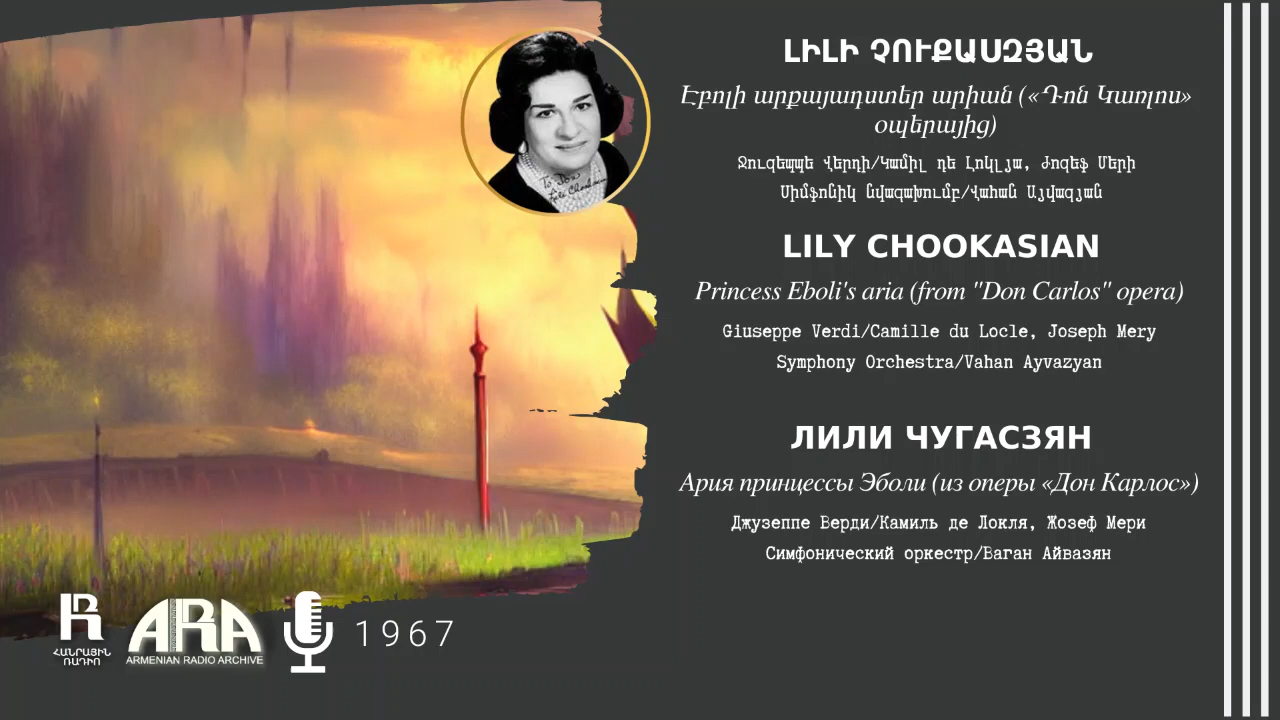 ԼԻԼԻ ՉՈՒՔԱՍԶՅԱՆ
Էբոլի արքայադստեր արիան («Դոն Կառլոս»
օպերայից)
Ջուզեպպե Վերդի/Կամիլ դե Լոկլյա, Ժոզեֆ Մերի
Սիմֆոնիկ նվագախումբ/Վահան Այվազյան
LILY CHOOKASIAN
Princess Eboli's aria (from "Don Carlos" opera)
Giuseppe Verdi/Camille du Locle, Joseph Mery
Symphony Orchestra/Vahan Ayvazyan
ЛИЛИ ЧУГАСЗЯН
Ария принцессы Эболи (из оперы «Дон Карлос»)
Джузеппе Верди/Камиль де Локля, Жозеф Мери
Симфонический оркестр/Ваган Айвазян
ՀԱՆՐԱՅԻՆ
ՌԱԴԻՈ
ARA
ARMENIAN RADIO ARCHIVE
1967